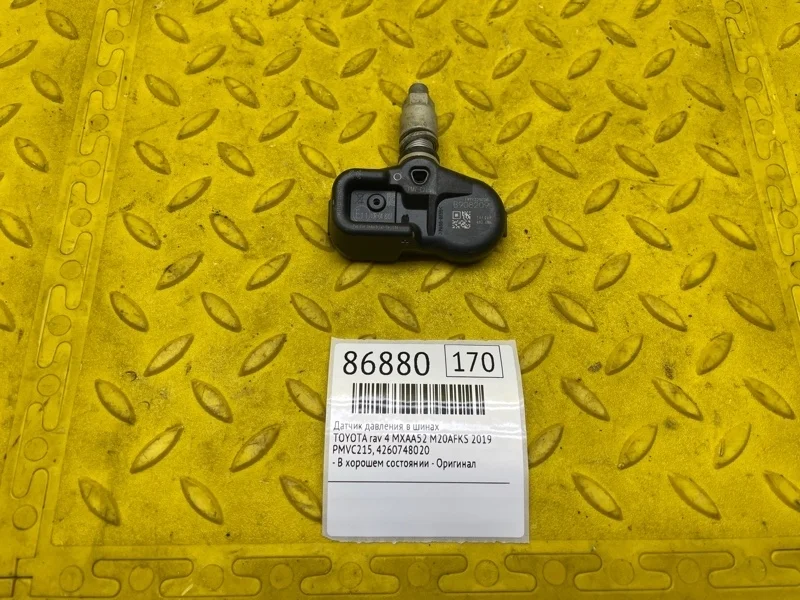 86880 170
Датчик давления в шинах
TOYOTA rav 4 MXAA52 M20AFKS 2019
PMVC215, 4260748020
- В хорошем состоянии - Оригинал